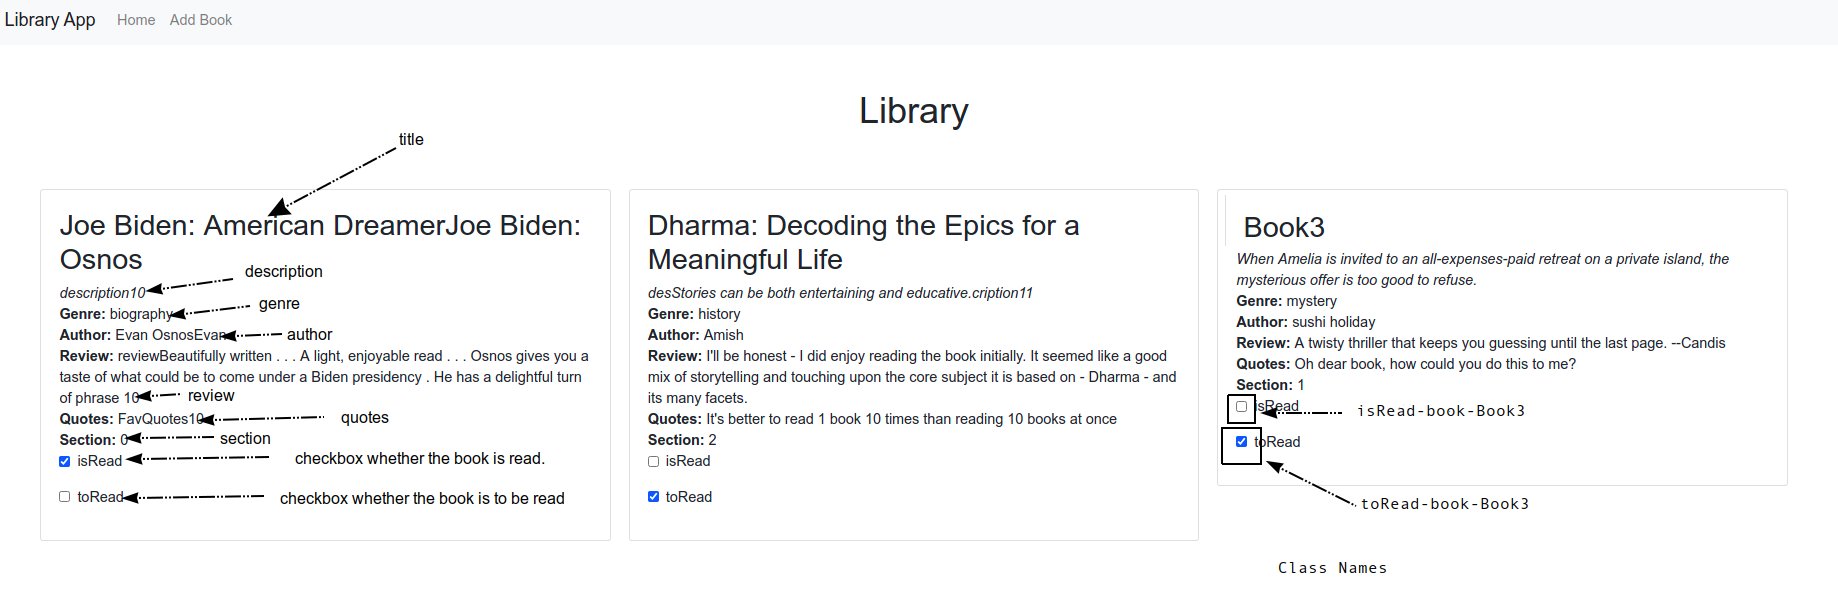 Library App Home Add Book
Library
title
Joe Biden: American DreamerJoe Biden:
Osnos
description
description10
genre
Genre: biography
Author: Evan OsnosEvan
author
Review: reviewBeautifully written . . . A light, enjoyable read . . . Osnos gives you a
taste of what could be to come under a Biden presidency . He has a delightful turn
of phrase 10
review
Quotes: FavQuotes10
quotes
Section: 0
section
isRead
checkbox whether the book is read.
toRead
checkbox whether the book is to be read
Dharma: Decoding the Epics for a
Meaningful Life
desStories can be both entertaining and educative.cription11
Genre: history
Author: Amish
Review: I'll be honest - I did enjoy reading the book initially. It seemed like a good
mix of storytelling and touching upon the core subject it is based on - Dharma - and
its many facets.
Quotes: It's better to read 1 book 10 times than reading 10 books at once
Section: 2
isRead
toRead
Book3
When Amelia is invited to an all-expenses-paid retreat on a private island, the
mysterious offer is too good to refuse.
Genre: mystery
Author: sushi holiday
Review: A twisty thriller that keeps you guessing until the last page. --Candis
Quotes: Oh dear book, how could you do this to me?
Section: 1
isRead
isRead-book-Book3
toRead
toRead-book-Book3
Class Names